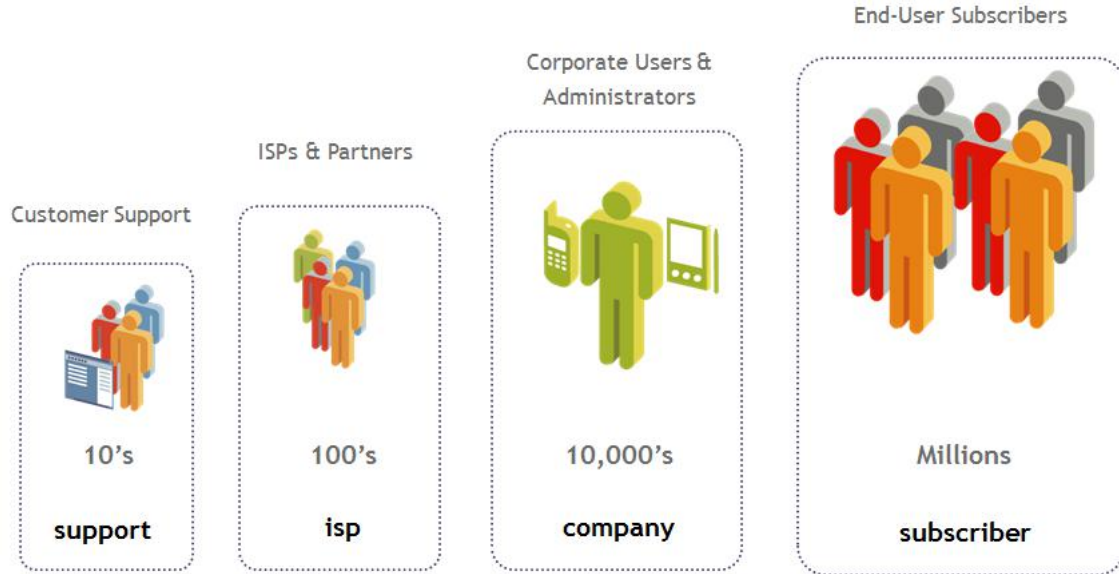 Customer Support
10's
support
ISPs & Partners
100's
isp
Corporate Users &
Administrators
10,000's
company
End-User Subscribers
Millions
subscriber